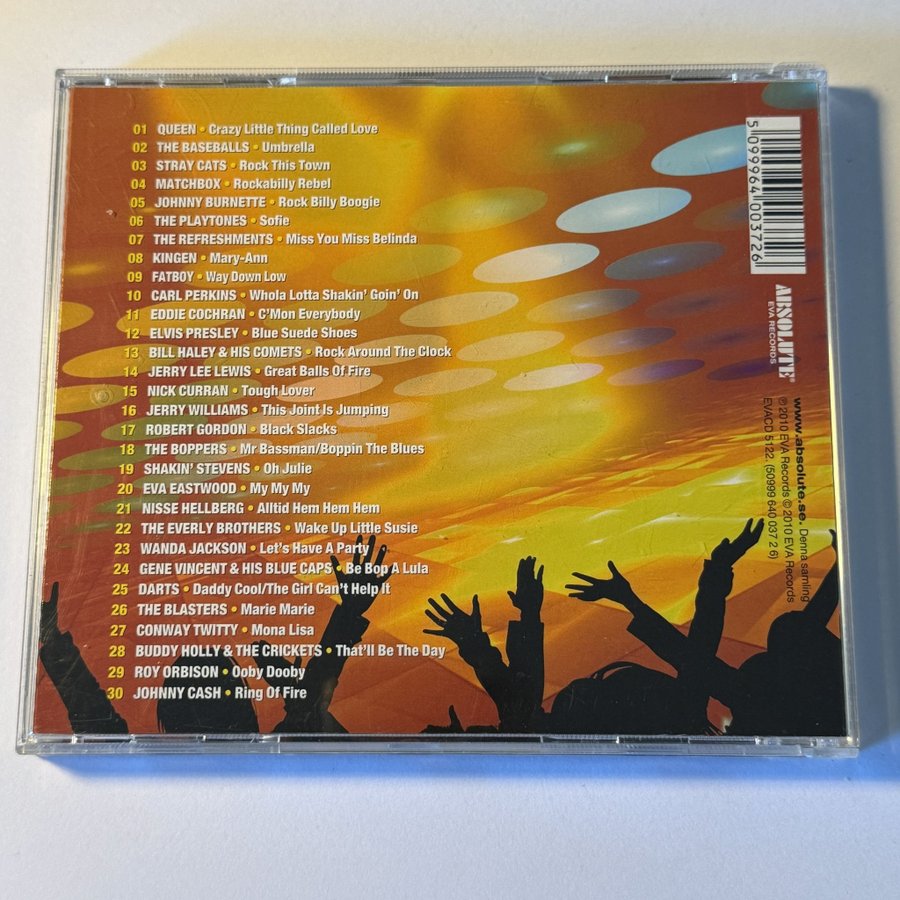 01 QUEEN • Crazy Little Thing Called Love
02 THE BASEBALLS • Umbrella
03 STRAY CATS • Rock This Town
04 MATCHBOX • Rockabilly Rebel
05 JOHNNY BURNETTE • Rock Billy Boogie
06 THE PLAYTONES • Sofie
07 THE REFRESHMENTS • Miss You Miss Belinda
08 KINGEN • Mary-Ann
09 FATBOY • Way Down Low
10 CARL PERKINS • Whola Lotta Shakin' Goin' On
11 EDDIE COCHRAN • C'Mon Everybody
12 ELVIS PRESLEY • Blue Suede Shoes
13 BILL HALEY & HIS COMETS • Rock Around The Clock
14 JERRY LEE LEWIS • Great Balls Of Fire
15 NICK CURRAN • Tough Lover
16 JERRY WILLIAMS • This Joint Is Jumping
17 ROBERT GORDON • Black Slacks
18 THE BOPPERS • Mr Bassman/Boppin The Blues
19 SHAKIN' STEVENS • Oh Julie
20 EVA EASTWOOD • My My My
21 NISSE HELLBERG • Alltid Hem Hem Hem
22 THE EVERLY BROTHERS • Wake Up Little Susie
23 WANDA JACKSON • Let's Have A Party
24 GENE VINCENT & HIS BLUE CAPS • Be Bop A Lula
25 DARTS • Daddy Cool/The Girl Can't Help It
26 THE BLASTERS • Marie Marie
27 CONWAY TWITTY • Mona Lisa
28 BUDDY HOLLY & THE CRICKETS • That'll Be The Day
29 ROY ORBISON • Ooby Dooby
30 JOHNNY CASH • Ring Of Fire
5 099964 003726
ABSOLUTE®
EVA RECORDS.
www.absolute.se. Denna samling
℗ 2010 EVA Records © 2010 EVA Records
EVACD 5122. (50999 640 037 2 6)